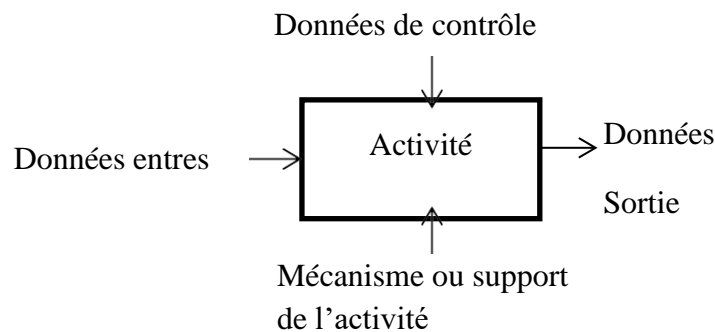 Données de contrôle
Activité
Données entres
Données
Sortie
Mécanisme ou support
de l’activité